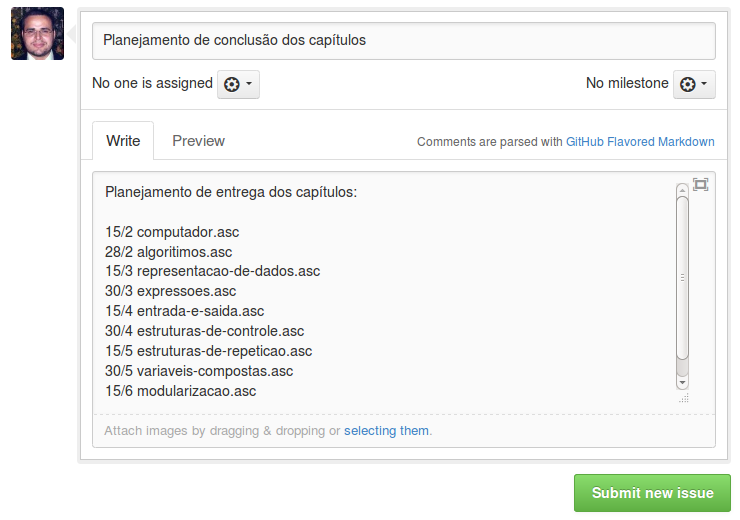 Planejamento de conclusão dos capítulos
No one is assigned
No milestone
Write
Preview
Comments are parsed with GitHub Flavored Markdown
Planejamento de entrega dos capítulos:
15/2 computador.asc
28/2 algoritimos.asc
15/3 representacao-de-dados.asc
30/3 expressoes.asc
15/4 entrada-e-saida.asc
30/4 estruturas-de-controle.asc
15/5 estruturas-de-repeticao.asc
30/5 variaveis-compostas.asc
15/6 modularizacao.asc
Attach images by dragging & dropping or selecting them.
Submit new issue